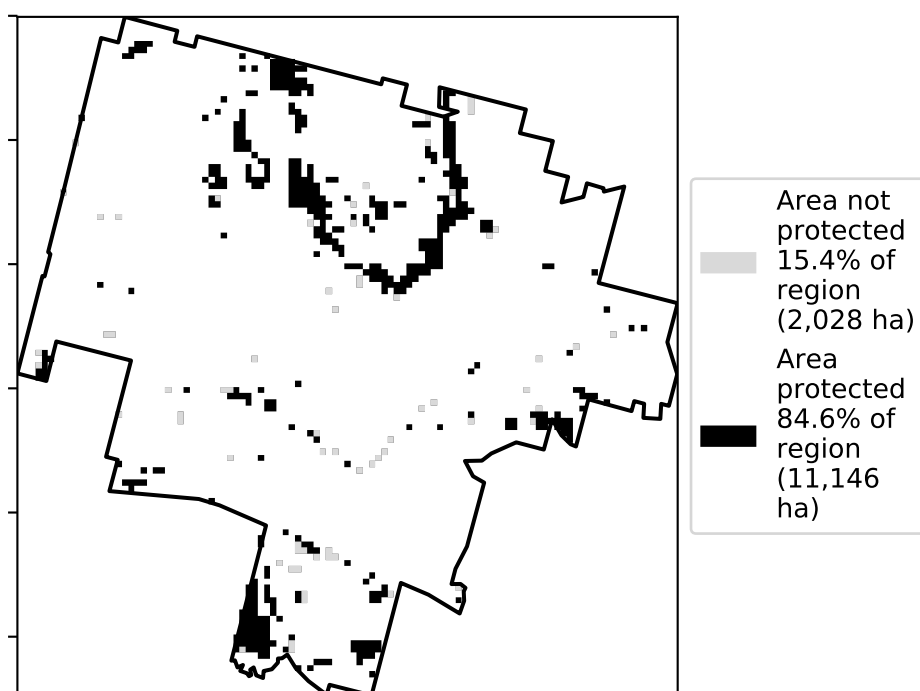 Area not
protected
15.4% of
region
(2,028 ha)
Area
protected
84.6% of
region
(11,146
ha)